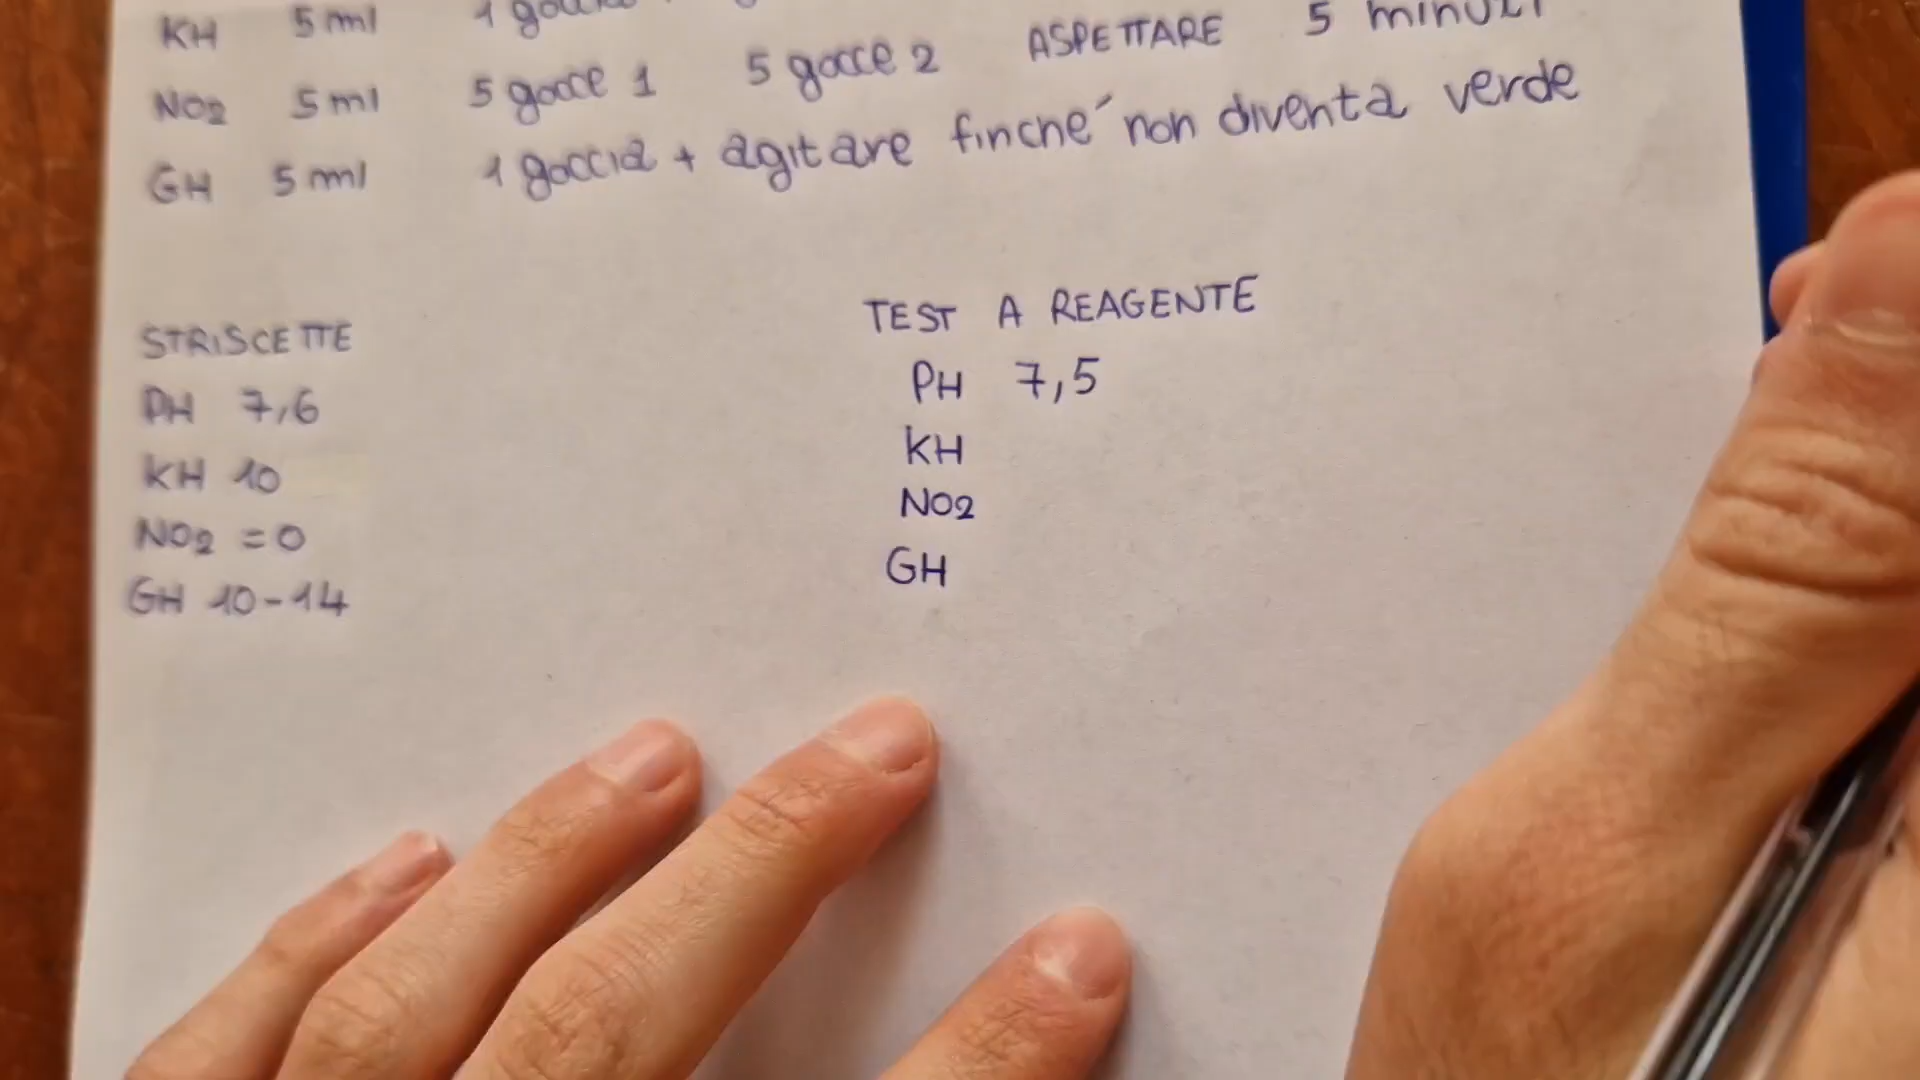 KH 5 ml 1 goccia
NO2 5 ml 5 gocce 1 5 gocce 2 ASPETTARE 5 minuti
GH 5 ml 1 goccia + agitare finché non diventa verde
STRISCETTE
PH 7,6
KH 10
NO2 = 0
GH 10-14
TEST A REAGENTE
PH 7,5
KH
NO2
GH